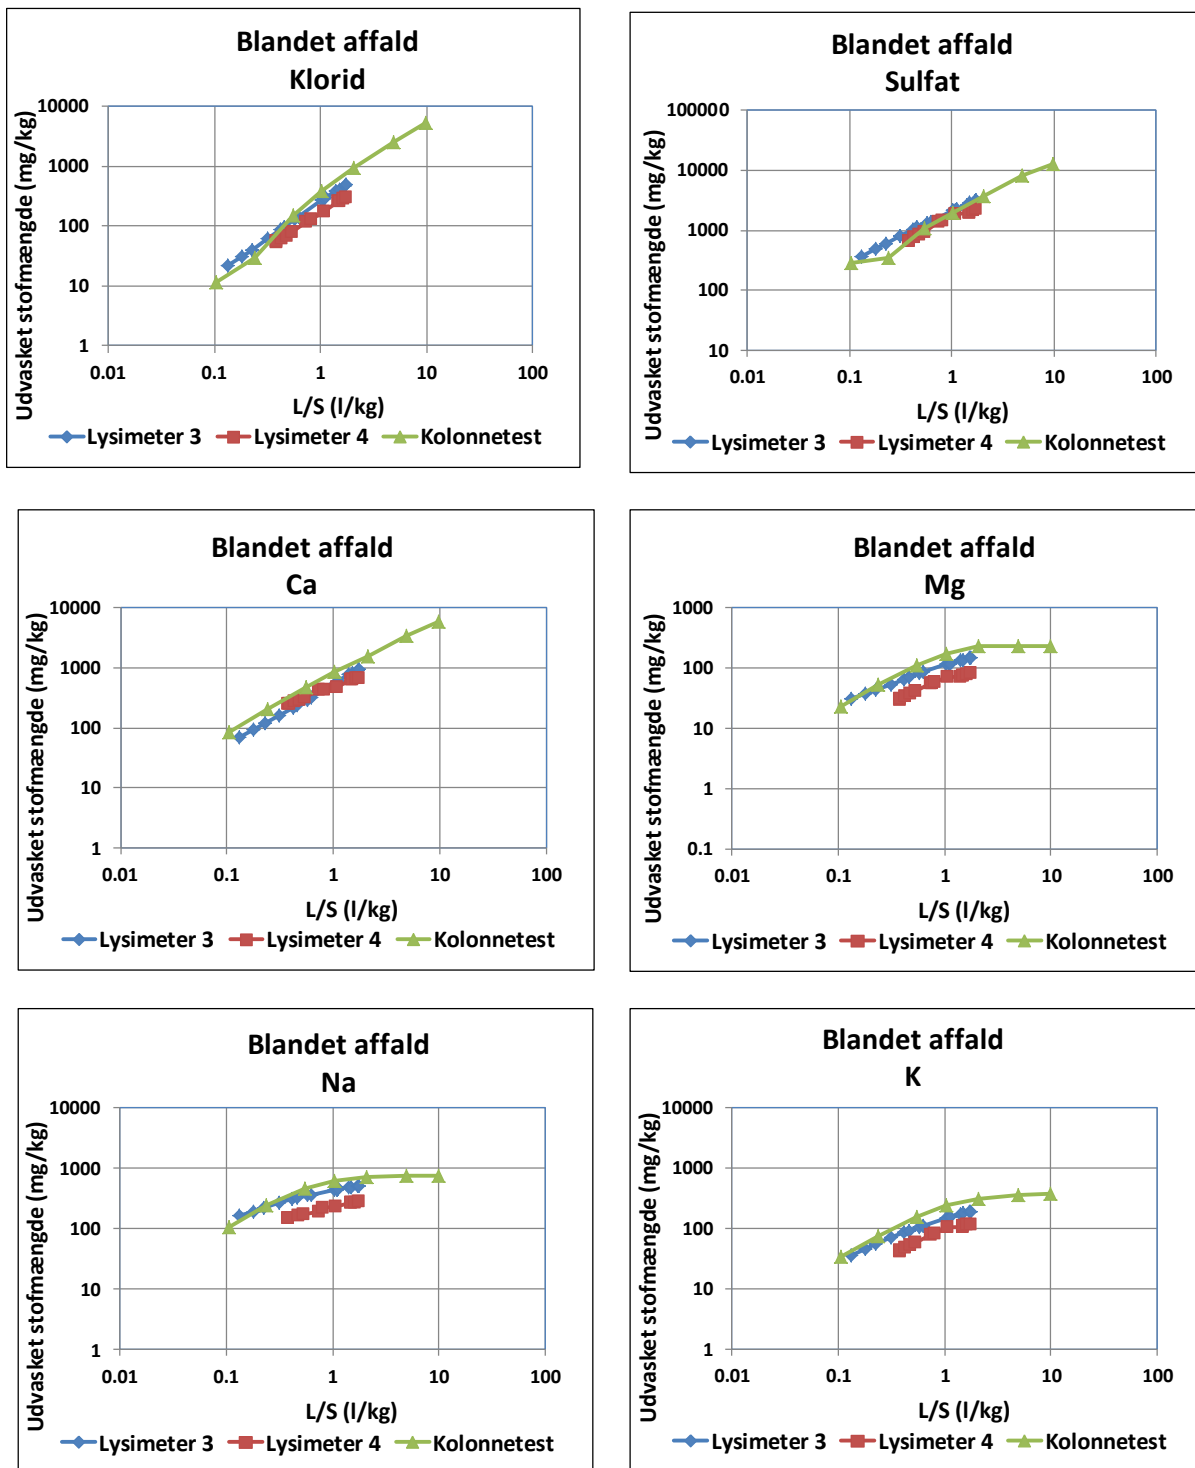 Blandet affald
Klorid
Udvasket stofmængde (mg/kg)
10000
1000
100
10
1
0.01 0.1 1 10 100
L/S (l/kg)
Lysimeter 3 Lysimeter 4 Kolonnetest
Blandet affald
Sulfat
Udvasket stofmængde (mg/kg)
100000
10000
1000
100
10
0.01 0.1 1 10 100
L/S (l/kg)
Lysimeter 3 Lysimeter 4 Kolonnetest
Blandet affald
Ca
Udvasket stofmængde (mg/kg)
10000
1000
100
10
1
0.01 0.1 1 10 100
L/S (l/kg)
Lysimeter 3 Lysimeter 4 Kolonnetest
Blandet affald
Mg
Udvasket stofmængde (mg/kg)
1000
100
10
1
0.1
0.01 0.1 1 10 100
L/S (l/kg)
Lysimeter 3 Lysimeter 4 Kolonnetest
Blandet affald
Na
Udvasket stofmængde (mg/kg)
10000
1000
100
10
1
0.01 0.1 1 10 100
L/S (l/kg)
Lysimeter 3 Lysimeter 4 Kolonnetest
Blandet affald
K
Udvasket stofmængde (mg/kg)
10000
1000
100
10
1
0.01 0.1 1 10 100
L/S (l/kg)
Lysimeter 3 Lysimeter 4 Kolonnetest